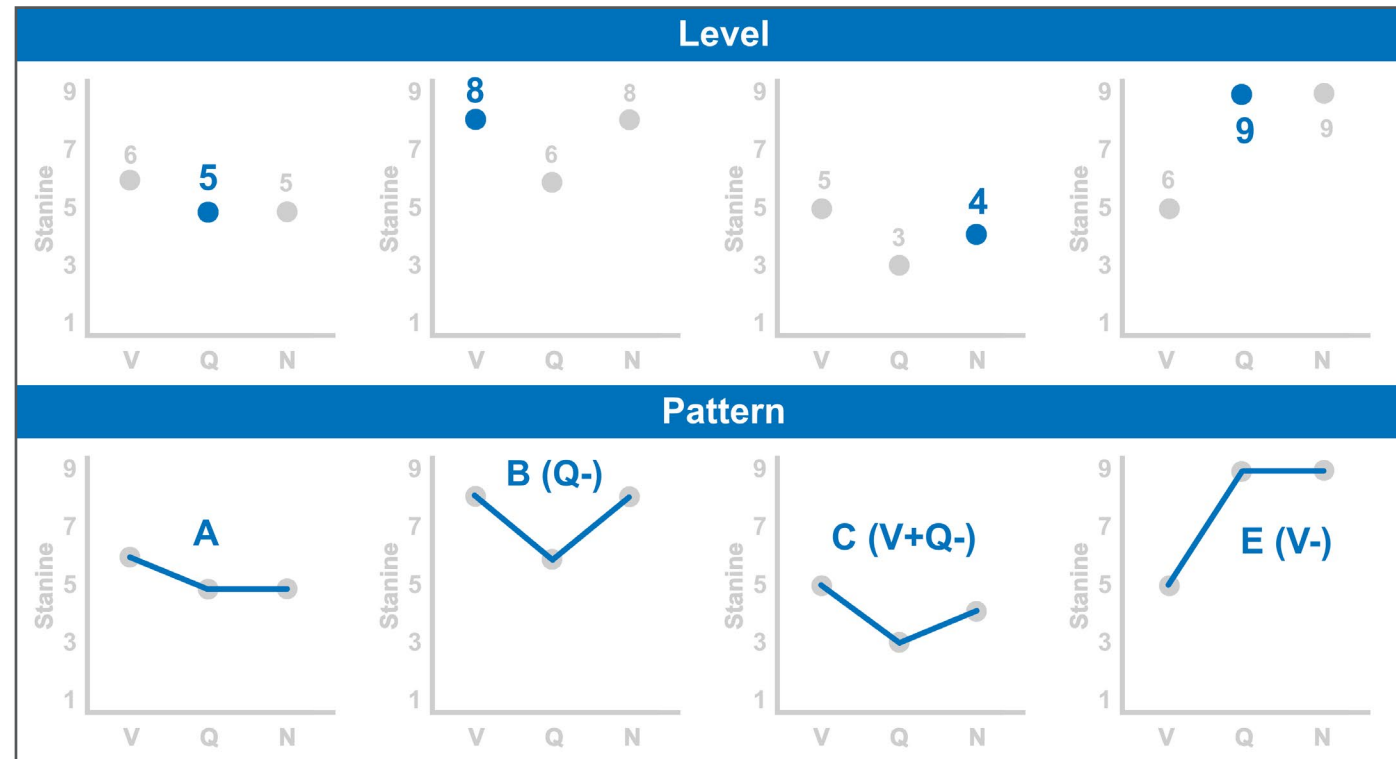 Level
9 7 5 3 1
Stanine
6 5 5
V Q N
9 7 5 3 1
Stanine
8 6 8
V Q N
9 7 5 3 1
Stanine
5 3 4
V Q N
9 7 5 3 1
Stanine
6 9 9
V Q N
Pattern
9 7 5 3 1
Stanine
A
V Q N
9 7 5 3 1
Stanine
B (Q-)
V Q N
9 7 5 3 1
Stanine
C (V+Q-)
V Q N
9 7 5 3 1
Stanine
E (V-)
V Q N